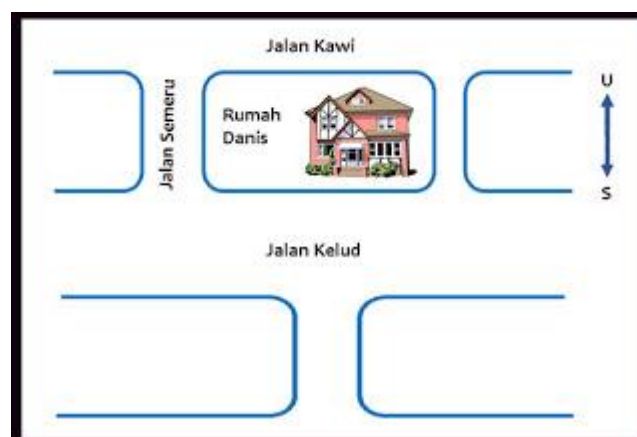 Jalan Kawi
Jalan Semeru
Rumah
Danis
U
S
Jalan Kelud